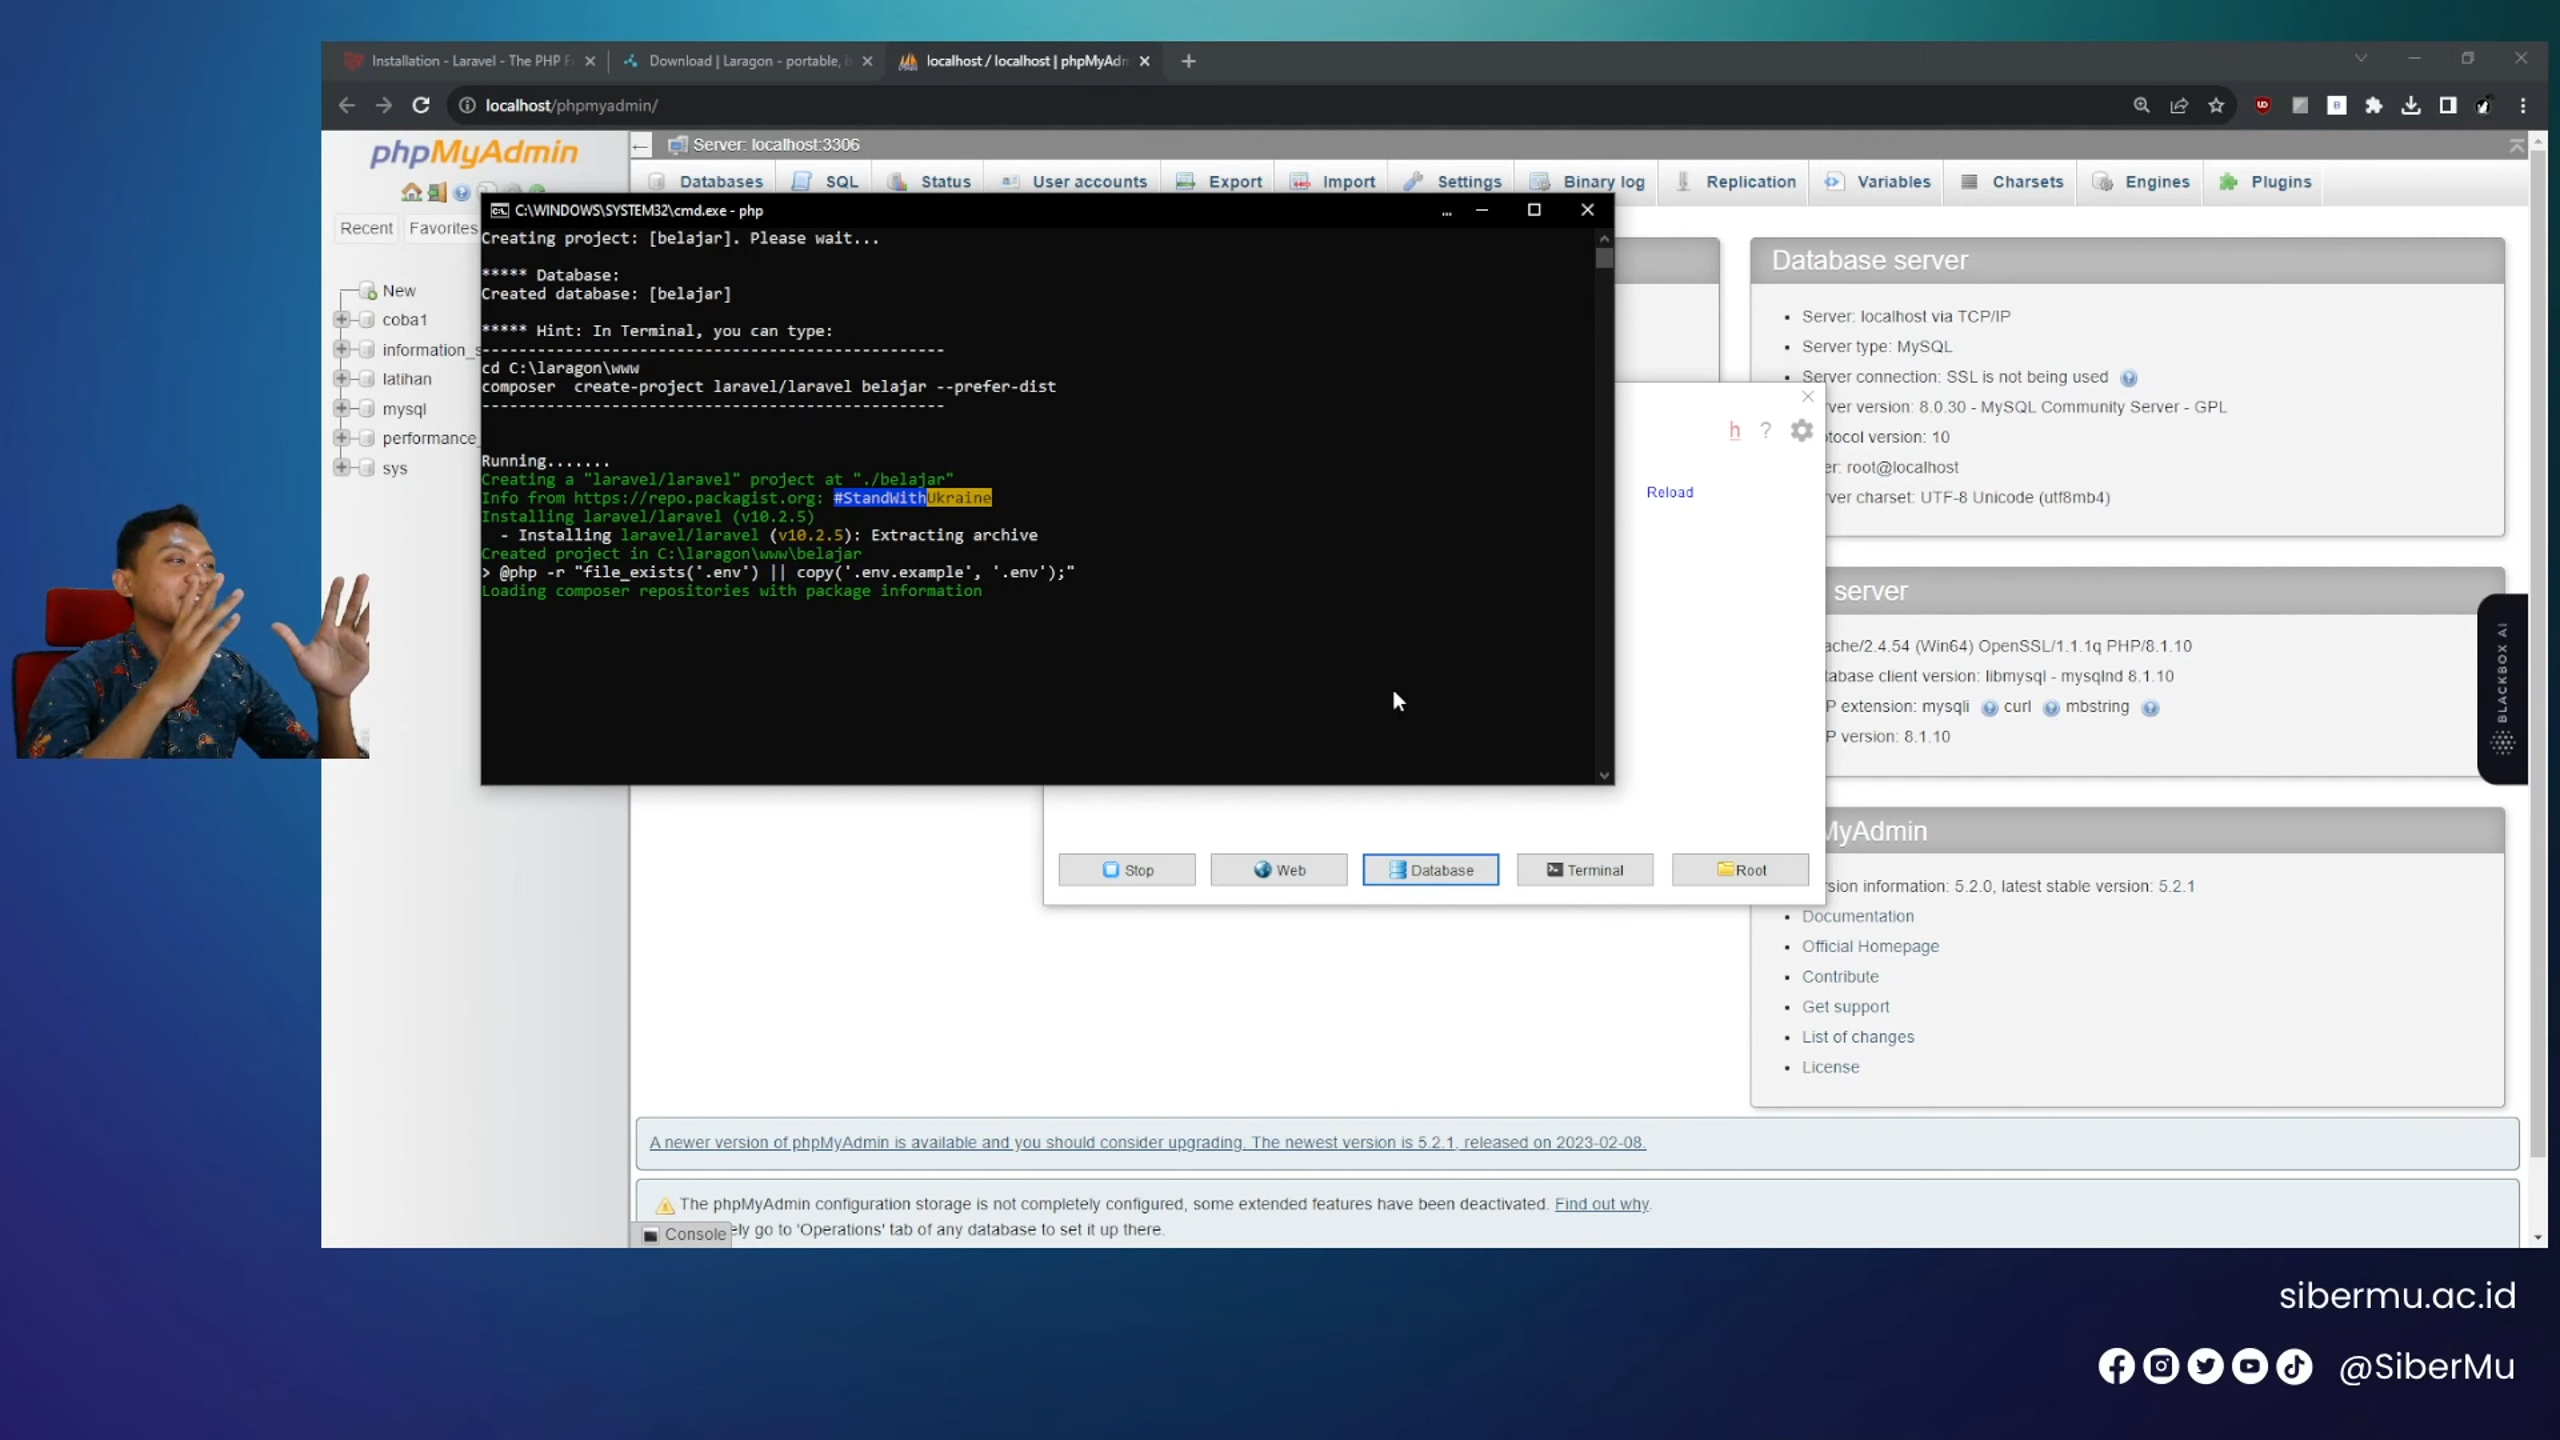 Installation - Laravel - The PHP F
Download | Laragon - portable, is
localhost / localhost | phpMyAdm
localhost/phpmyadmin/
phpMyAdmin
Recent
Favorites
New
coba1
information_s
latihan
mysql
performance_
sys
Server: localhost:3306
Databases
SQL
Status
User accounts
Export
Import
Settings
Binary log
Replication
Variables
Charsets
Engines
Plugins
C:\WINDOWS\SYSTEM32\cmd.exe - php
Creating project: [belajar]. Please wait...
***** Database:
Created database: [belajar]
***** Hint: In Terminal, you can type:
--------------------------------------------------
cd C:\laragon\www
composer  create-project laravel/laravel belajar --prefer-dist
--------------------------------------------------
Running.......
Creating a "laravel/laravel" project at "./belajar"
Info from https://repo.packagist.org: #StandWithUkraine
Installing laravel/laravel (v10.2.5)
- Installing laravel/laravel (v10.2.5): Extracting archive
Created project in C:\laragon\www\belajar
> @php -r "file_exists('.env') || copy('.env.example', '.env');"
Loading composer repositories with package information
h
?
Reload
Stop
Web
Database
Terminal
Root
Database server
Server: localhost via TCP/IP
Server type: MySQL
Server connection: SSL is not being used
ver version: 8.0.30 - MySQL Community Server - GPL
tocol version: 10
er: root@localhost
ver charset: UTF-8 Unicode (utf8mb4)
server
ache/2.4.54 (Win64) OpenSSL/1.1.1q PHP/8.1.10
tabase client version: libmysql - mysqlnd 8.1.10
P extension: mysqli curl mbstring
P version: 8.1.10
MyAdmin
sion information: 5.2.0, latest stable version: 5.2.1
Documentation
Official Homepage
Contribute
Get support
List of changes
License
BLACKBOX AI
A newer version of phpMyAdmin is available and you should consider upgrading. The newest version is 5.2.1, released on 2023-02-08.
The phpMyAdmin configuration storage is not completely configured, some extended features have been deactivated. Find out why.
ely go to 'Operations' tab of any database to set it up there.
Console
sibermu.ac.id
@SiberMu